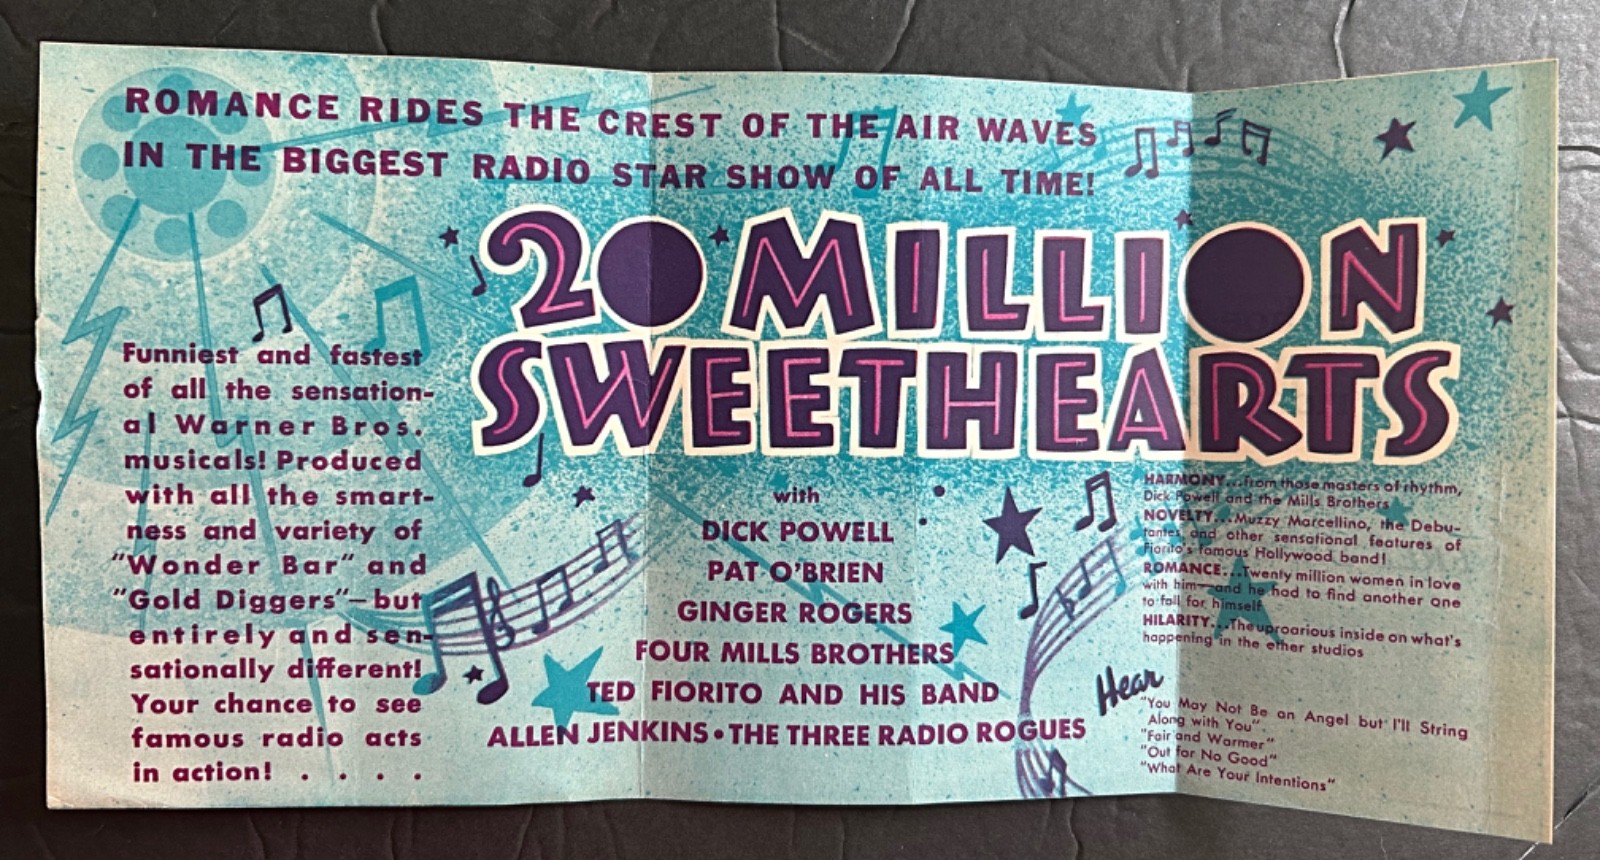 ROMANCE RIDES THE CREST OF THE AIR WAVES
IN THE BIGGEST RADIO STAR SHOW OF ALL TIME!
20 MILLION
SWEETHEARTS
Funniest and fastest
of all the sensation-
al Warner Bros.
musicals! Produced
with all the smart-
ness and variety of
"Wonder Bar" and
"Gold Diggers"—but
entirely and sen-
sationally different!
Your chance to see
famous radio acts
in action! . . . .
with
DICK POWELL
PAT O'BRIEN
GINGER ROGERS
FOUR MILLS BROTHERS
TED FIORITO AND HIS BAND
ALLEN JENKINS • THE THREE RADIO ROGUES
HARMONY...from those masters of rhythm,
Dick Powell and the Mills Brothers
NOVELTY...Muzzy Marcellino, the Debu-
tantes and other sensational features of
Fiorito's famous Hollywood band!
ROMANCE...Twenty million women in love
with him—and he had to find another one
to fall for himself
HILARITY...The uproarious inside on what's
happening in the other studios
Hear
"You May Not Be an Angel but I'll String
Along with You"
"Fair and Warmer"
"Out for No Good"
"What Are Your Intentions"